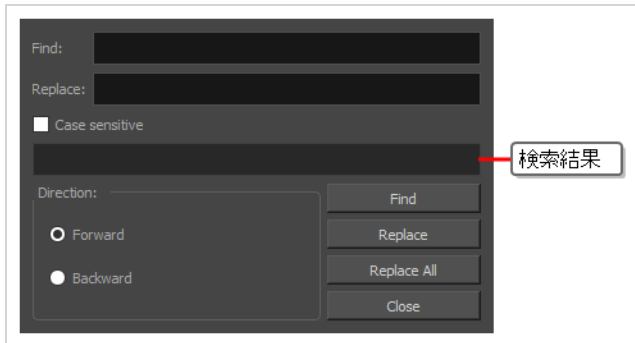 Find:
Replace:
Case sensitive
検索結果
Direction:
Forward
Backward
Find
Replace
Replace All
Close